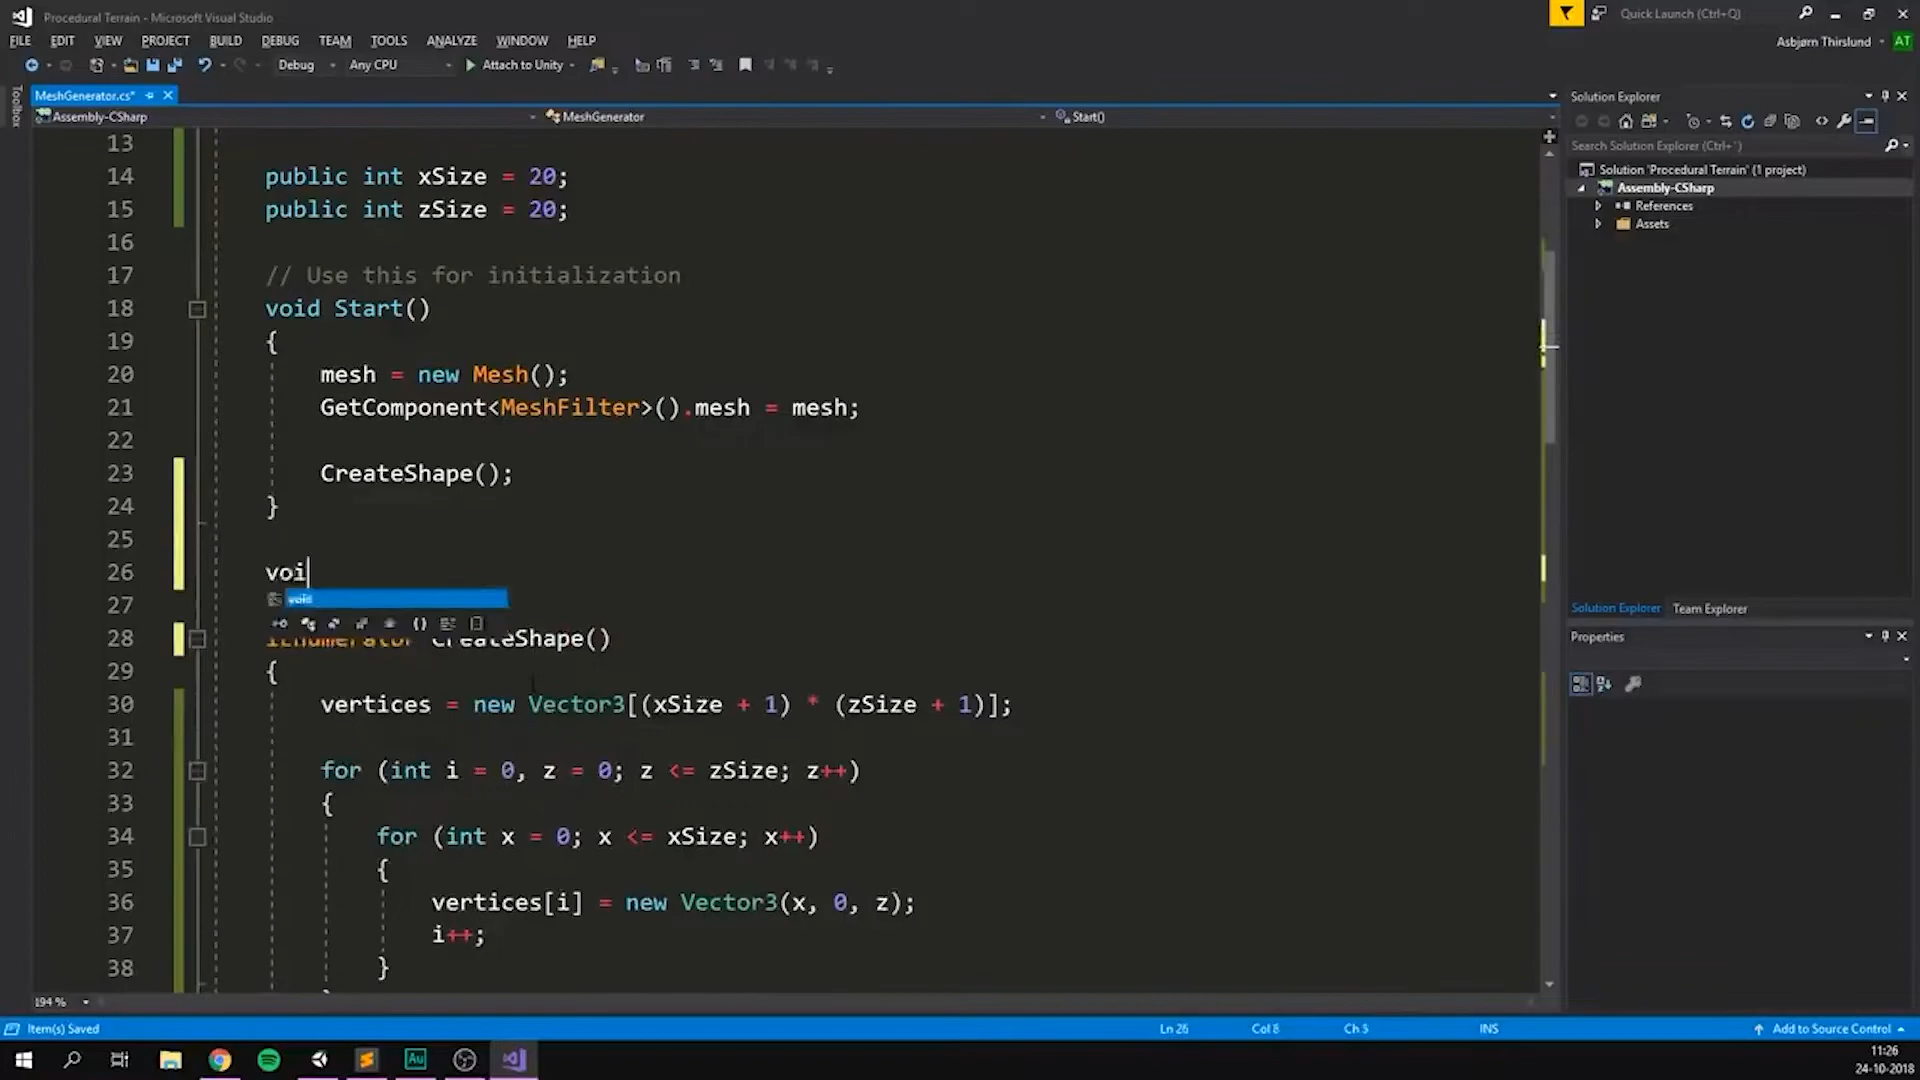 Procedural Terrain - Microsoft Visual Studio
Quick Launch (Ctrl+Q)
FILE EDIT VIEW PROJECT BUILD DEBUG TEAM TOOLS ANALYZE WINDOW HELP
Asbjørn Thirslund AT
Debug Any CPU Attach to Unity
Toolbox
MeshGenerator.cs*
Assembly-CSharp MeshGenerator Start()
13
14 public int xSize = 20;
15 public int zSize = 20;
16
17 // Use this for initialization
18 void Start()
19 {
20 mesh = new Mesh();
21 GetComponent<MeshFilter>().mesh = mesh;
22
23 CreateShape();
24 }
25
26 voi
void
27
28 IEnumerator CreateShape()
29 {
30 vertices = new Vector3[(xSize + 1) * (zSize + 1)];
31
32 for (int i = 0, z = 0; z <= zSize; z++)
33 {
34 for (int x = 0; x <= xSize; x++)
35 {
36 vertices[i] = new Vector3(x, 0, z);
37 i++;
38 }
194 %
Solution Explorer
Search Solution Explorer (Ctrl+´)
Solution 'Procedural Terrain' (1 project)
Assembly-CSharp
References
Assets
Solution Explorer Team Explorer
Properties
Item(s) Saved Ln 26 Col 8 Ch 5 INS Add to Source Control
Au
11:26
24-10-2018